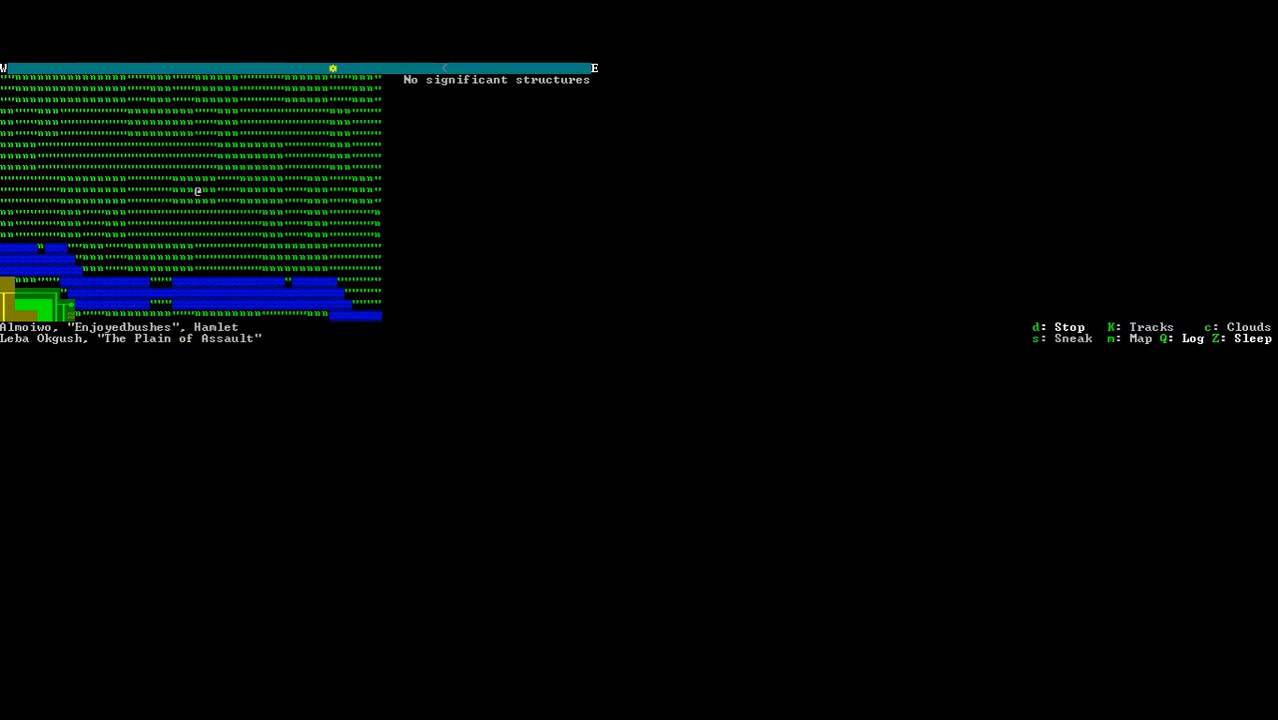 W E
No significant structures
@
Almoiwo, "Enjoyedbushes", Hamlet
Leba Okgush, "The Plain of Assault"
d: Stop K: Tracks c: Clouds
s: Sneak m: Map Q: Log Z: Sleep